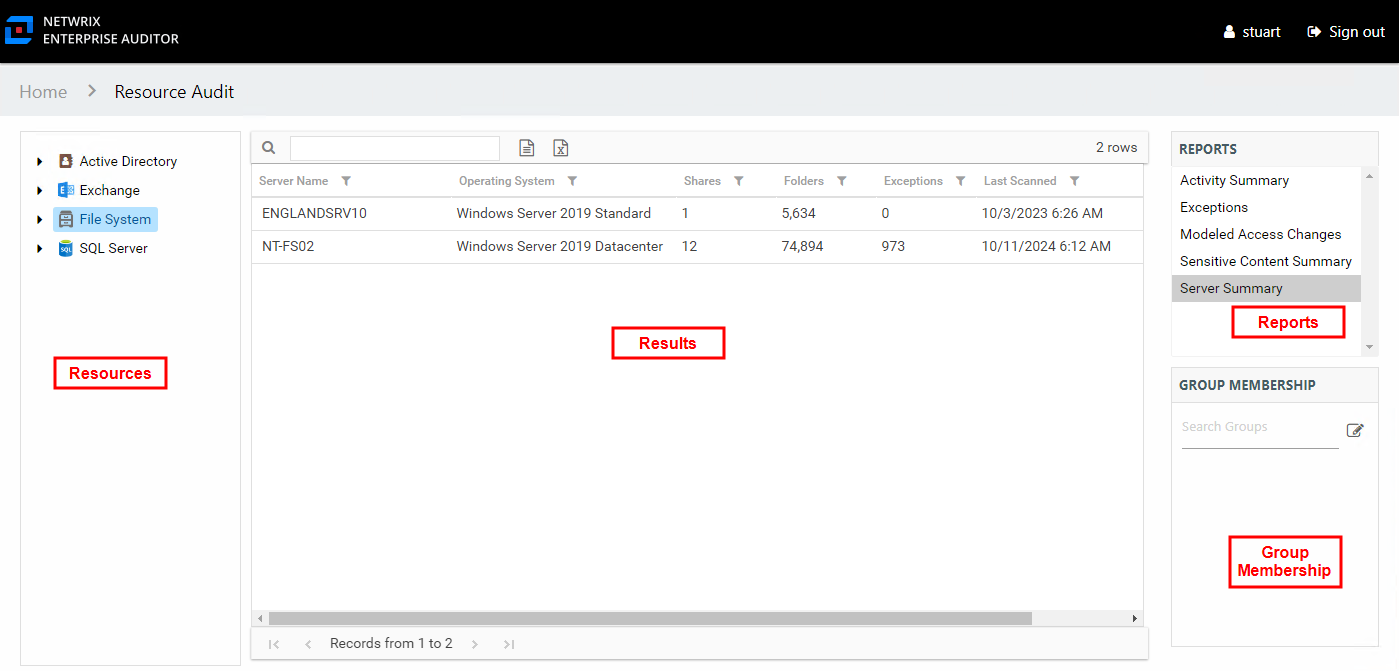 NETWRIX
ENTERPRISE AUDITOR
stuart
Sign out
Home
Resource Audit
Active Directory
Exchange
File System
SQL Server
Resources
2 rows
Server Name Operating System Shares Folders Exceptions Last Scanned
ENGLANDSRV10 Windows Server 2019 Standard 1 5,634 0 10/3/2023 6:26 AM
NT-FS02 Windows Server 2019 Datacenter 12 74,894 973 10/11/2024 6:12 AM
Results
Records from 1 to 2
REPORTS
Activity Summary
Exceptions
Modeled Access Changes
Sensitive Content Summary
Server Summary
Reports
GROUP MEMBERSHIP
Search Groups
Group
Membership